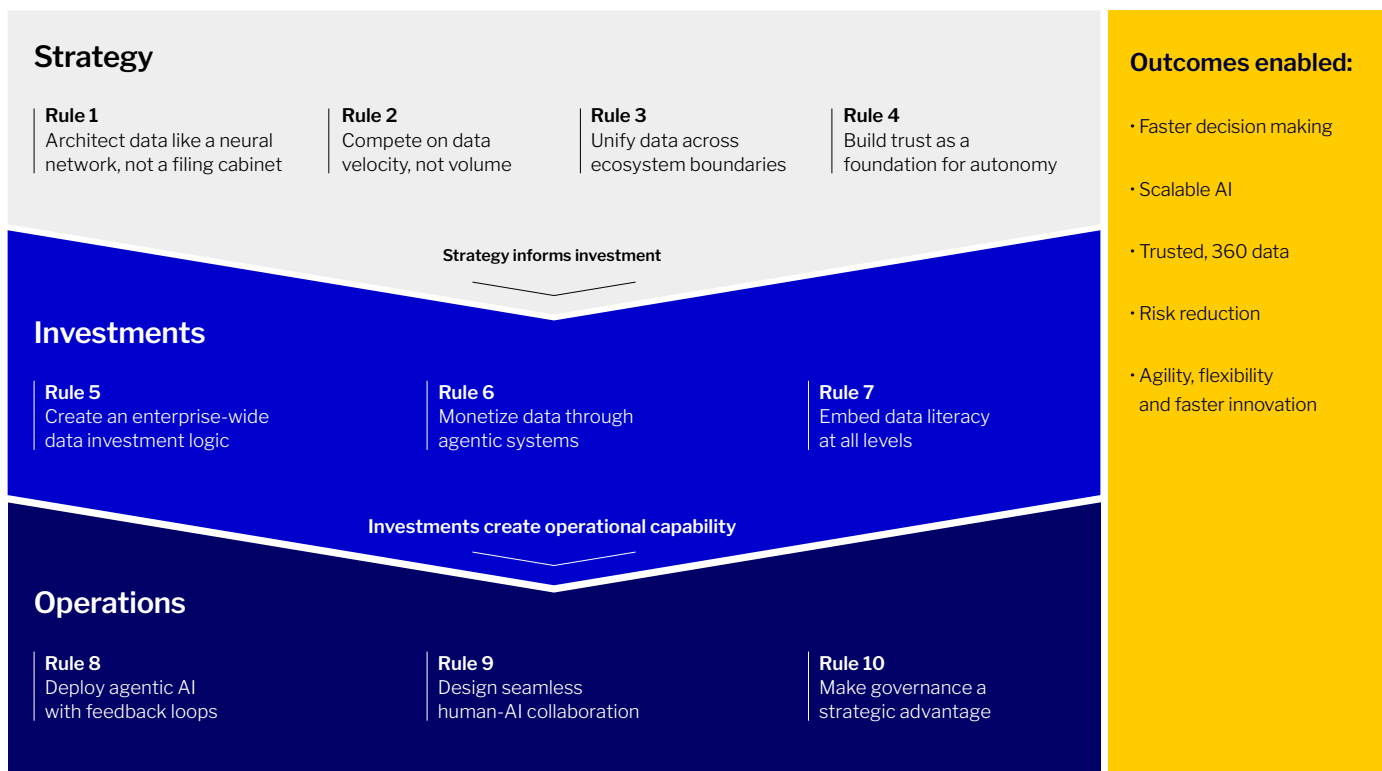 Strategy
Rule 1
Architect data like a neural
network, not a filing cabinet
Rule 2
Compete on data
velocity, not volume
Rule 3
Unify data across
ecosystem boundaries
Rule 4
Build trust as a
foundation for autonomy
Strategy informs investment
Investments
Rule 5
Create an enterprise-wide
data investment logic
Rule 6
Monetize data through
agentic systems
Rule 7
Embed data literacy
at all levels
Investments create operational capability
Operations
Rule 8
Deploy agentic AI
with feedback loops
Rule 9
Design seamless
human-AI collaboration
Rule 10
Make governance a
strategic advantage
Outcomes enabled:
• Faster decision making
• Scalable AI
• Trusted, 360 data
• Risk reduction
• Agility, flexibility
and faster innovation